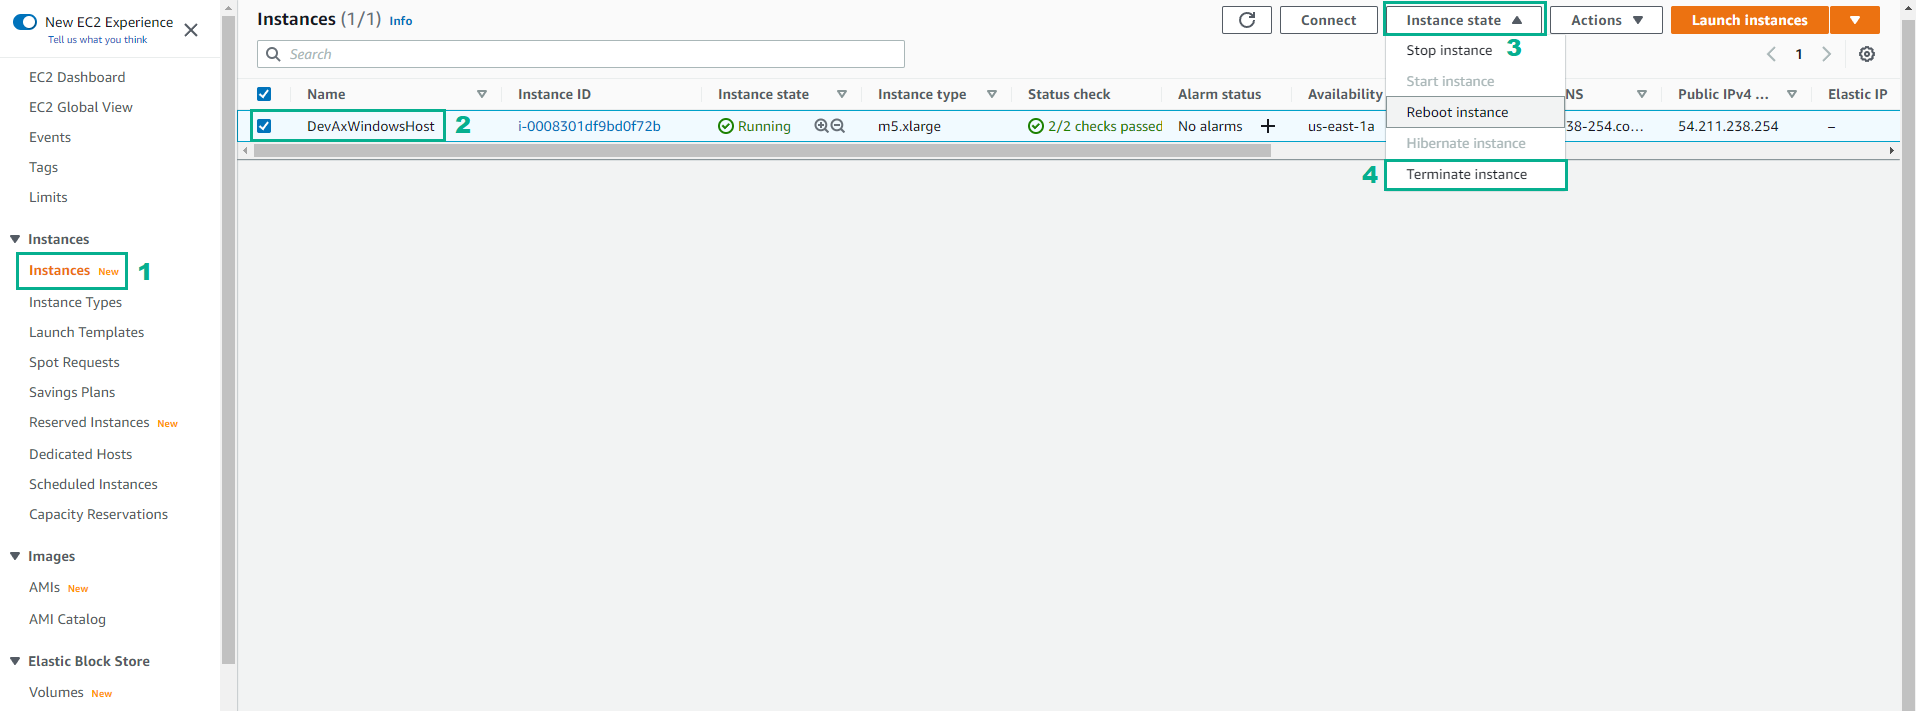 New EC2 Experience
Tell us what you think
EC2 Dashboard
EC2 Global View
Events
Tags
Limits
Instances
Instances New 1
Instance Types
Launch Templates
Spot Requests
Savings Plans
Reserved Instances New
Dedicated Hosts
Scheduled Instances
Capacity Reservations
Images
AMIs New
AMI Catalog
Elastic Block Store
Volumes New
Instances (1/1) Info
Connect
Instance state
Actions
Launch instances
Search
1
Stop instance 3
Start instance
Reboot instance
Hibernate instance
4 Terminate instance
Name Instance ID Instance state Instance type Status check Alarm status Availability NS Public IPv4 ... Elastic IP
DevAxWindowsHost 2 i-0008301df9bd0f72b Running m5.xlarge 2/2 checks passed No alarms + us-east-1a 38-254.co... 54.211.238.254 –